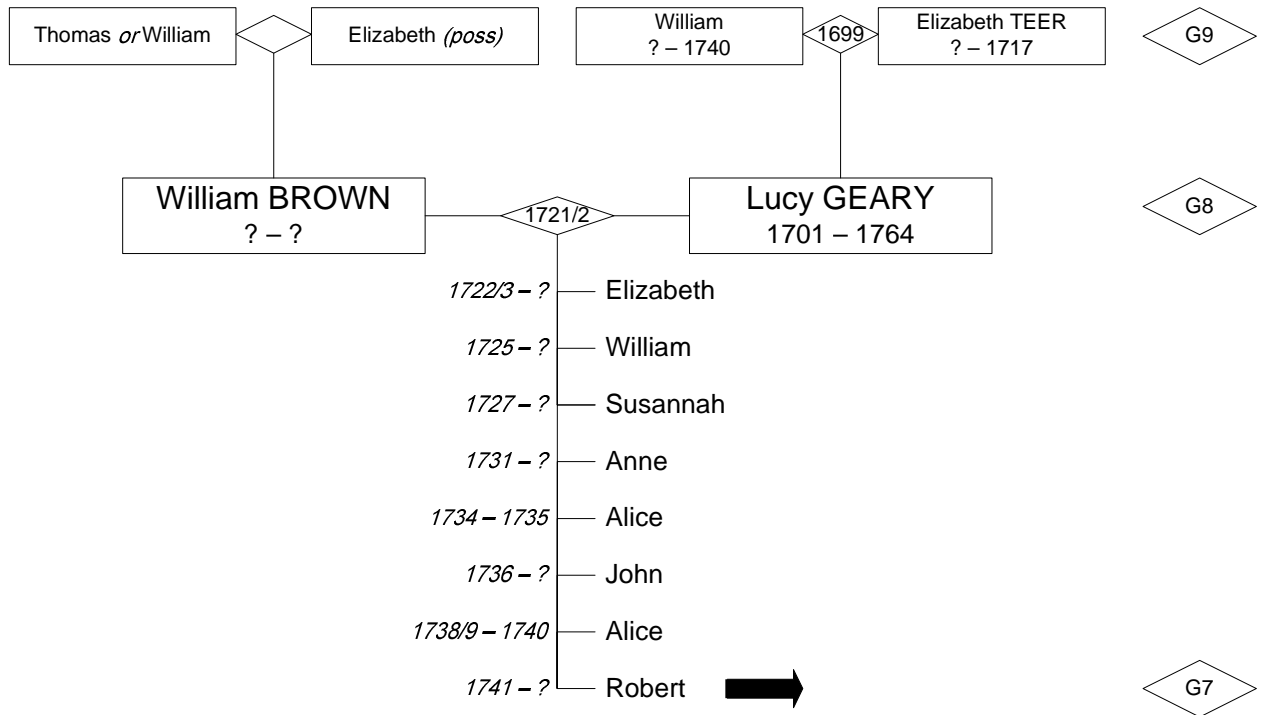 Thomas or William
Elizabeth (poss)
William
? – 1740
1699
Elizabeth TEER
? – 1717
G9
William BROWN
? – ?
1721/2
Lucy GEARY
1701 – 1764
G8
1722/3 – ? Elizabeth
1725 – ? William
1727 – ? Susannah
1731 – ? Anne
1734 – 1735 Alice
1736 – ? John
1738/9 – 1740 Alice
1741 – ? Robert
G7